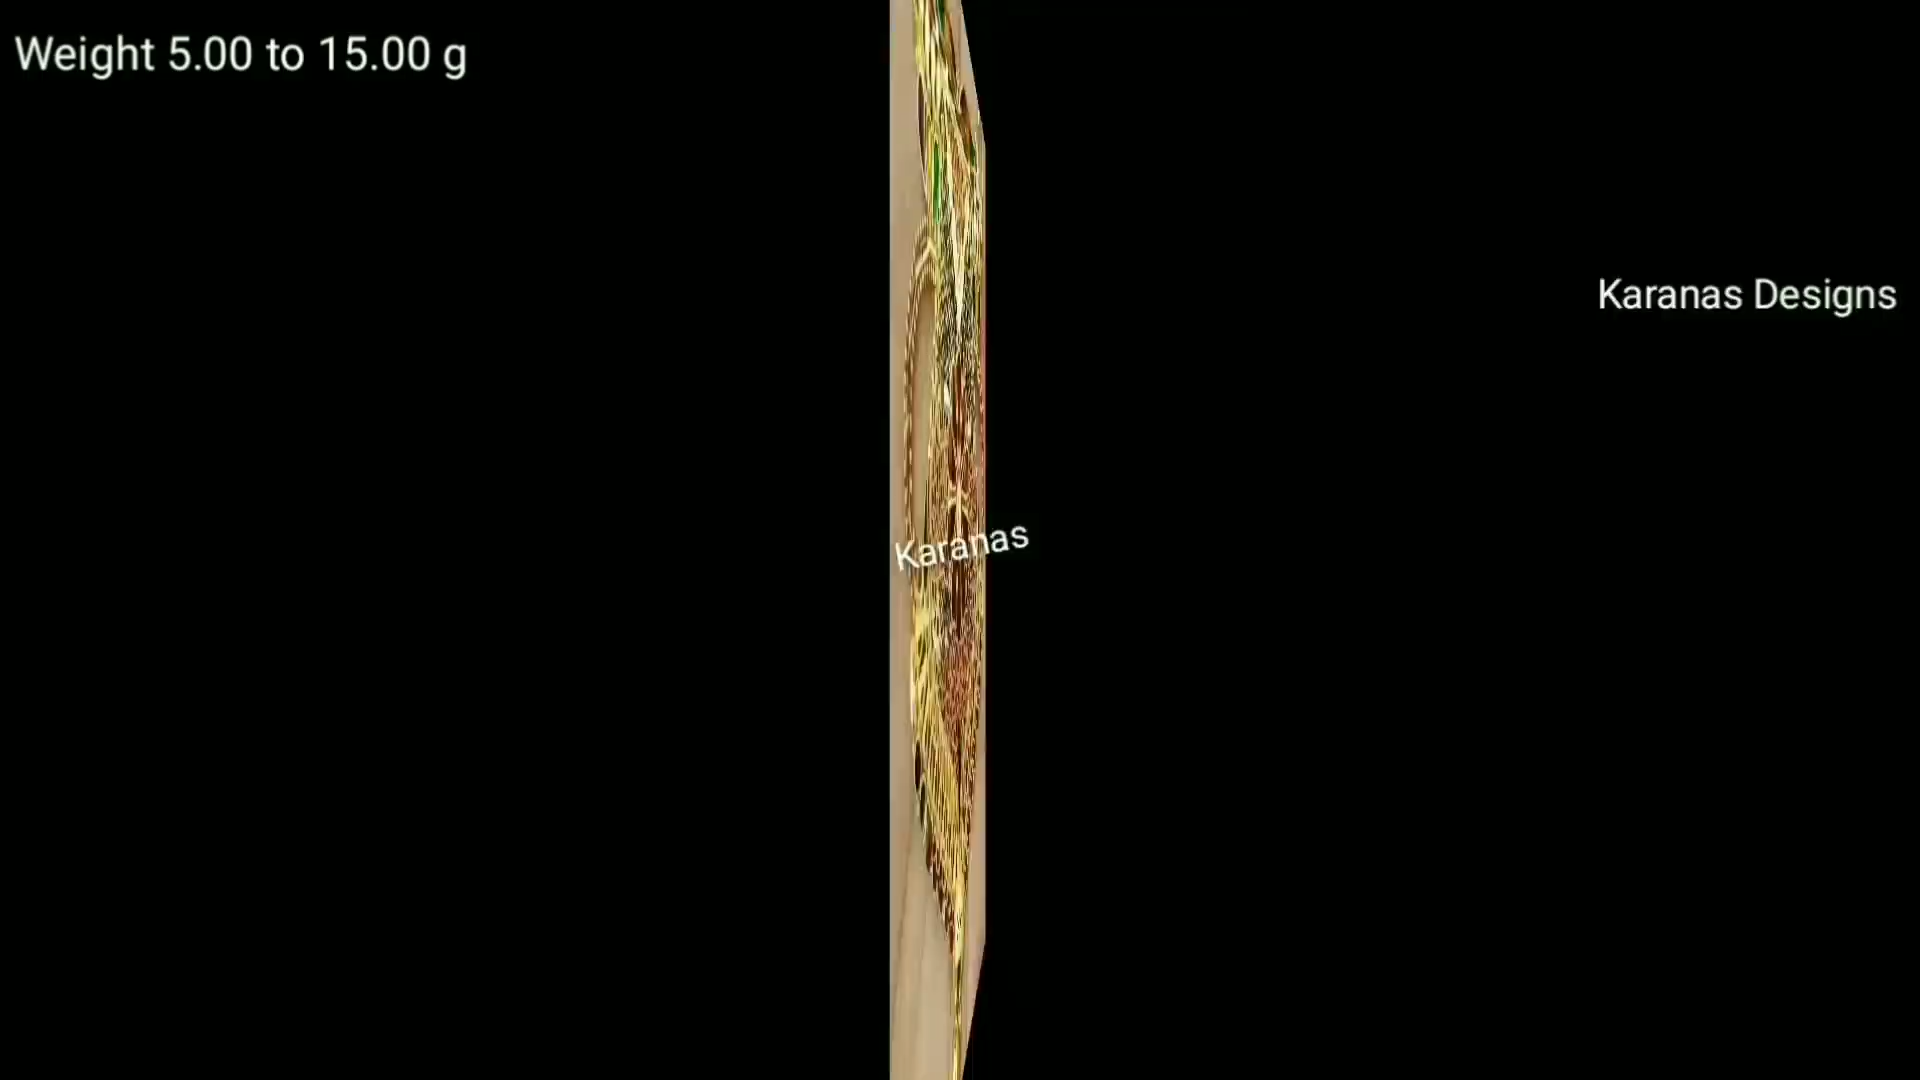 Weight 5.00 to 15.00 g
Karanas Designs
Karanas